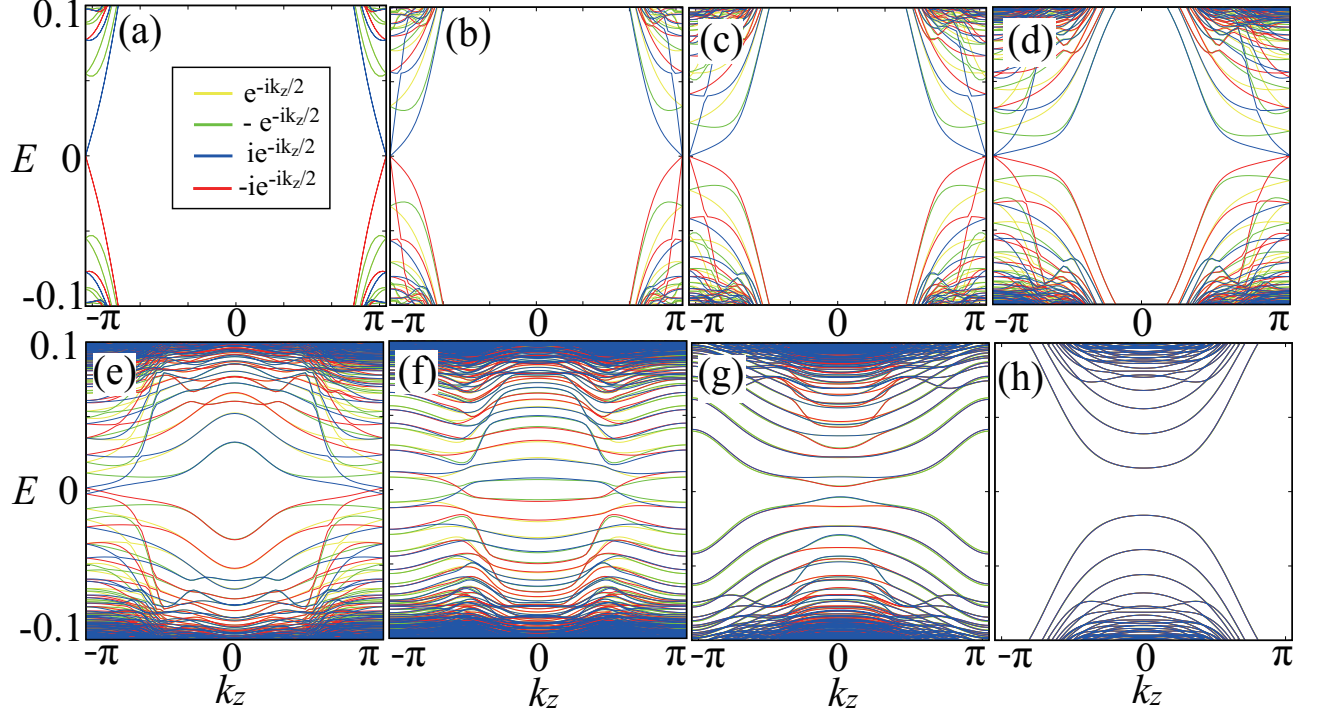 0.1 (a) (b) (c) (d)
e^{-ik_z/2}
- e^{-ik_z/2}
E 0
ie^{-ik_z/2}
-ie^{-ik_z/2}
-0.1
-π 0 π -π 0 π -π 0 π -π 0 π
0.1 (e) (f) (g) (h)
E 0
-0.1
-π 0 π -π 0 π -π 0 π -π 0 π
k_z k_z k_z k_z